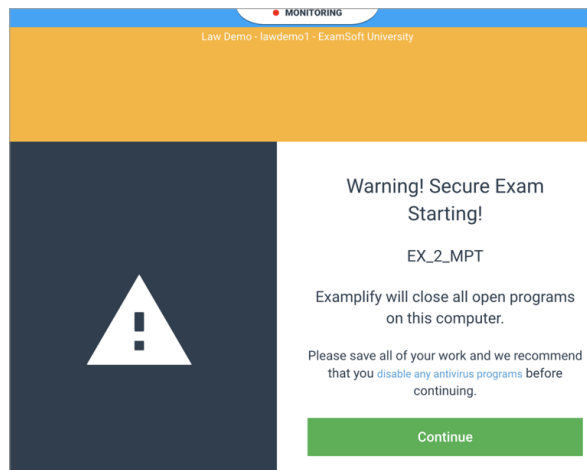 MONITORING
Law Demo - lawdemo1 - ExamSoft University
Warning! Secure Exam
Starting!
EX_2_MPT
Examplify will close all open programs
on this computer.
Please save all of your work and we recommend
that you disable any antivirus programs before
continuing.
Continue